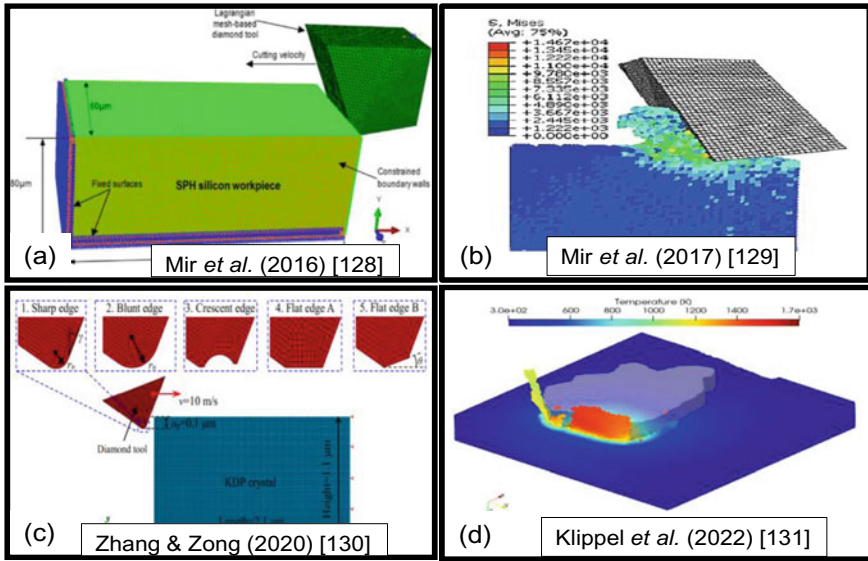 Lagrangian
mesh-based
diamond tool
Cutting velocity
60μm
80μm
Fixed surfaces
SPH silicon workpiece
Constrained
boundary walls
Y
X
(a)
Mir et al. (2016) [128]
S, Mises
(Avg: 75%)
+1.467e+04
+1.345e+04
+1.222e+04
+1.100e+04
+9.780e+03
+8.557e+03
+7.335e+03
+6.112e+03
+4.890e+03
+3.667e+03
+2.445e+03
+1.222e+03
+0.000e+00
(b)
Mir et al. (2017) [129]
1. Sharp edge
2. Blunt edge
3. Crescent edge
4. Flat edge A
5. Flat edge B
v=10 m/s
Diamond tool
KDP crystal
Height=1.1 μm
(c)
Zhang & Zong (2020) [130]
Temperature (K)
3.0e+02
600
800
1000
1200
1400
1.7e+03
(d)
Klippel et al. (2022) [131]